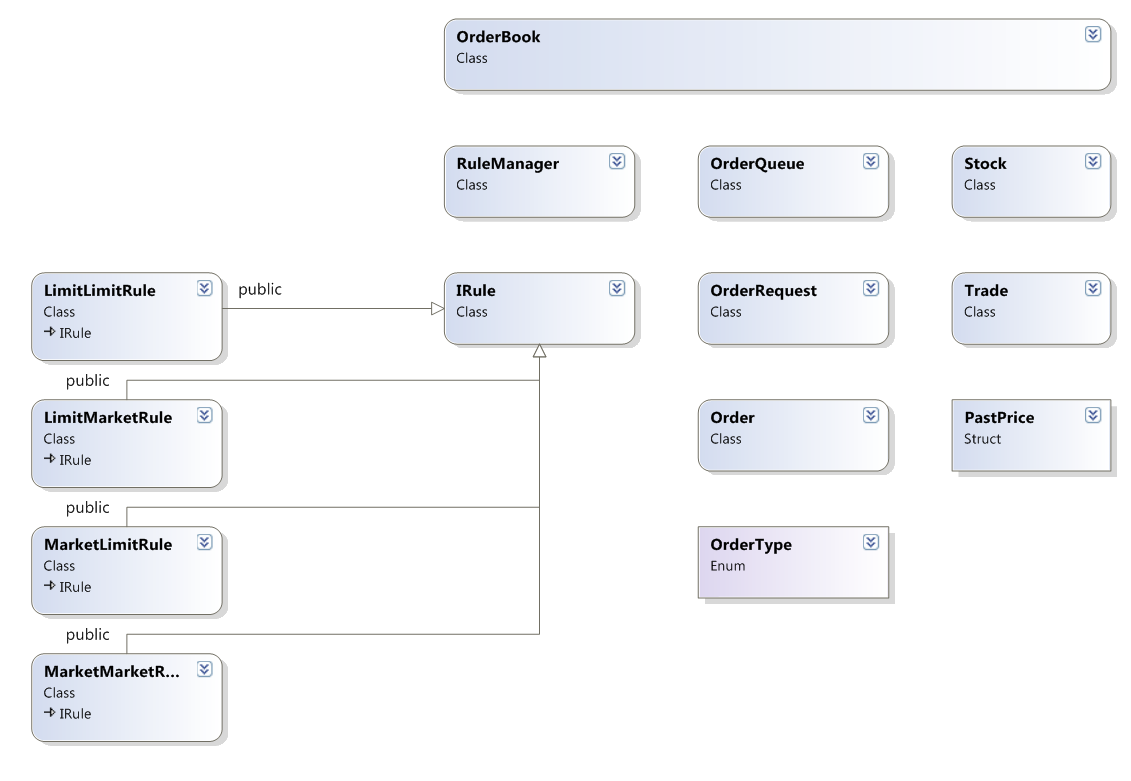 OrderBook
Class
RuleManager
Class
OrderQueue
Class
Stock
Class
LimitLimitRule
Class
IRule
public
IRule
Class
OrderRequest
Class
Trade
Class
public
LimitMarketRule
Class
IRule
Order
Class
PastPrice
Struct
public
MarketLimitRule
Class
IRule
OrderType
Enum
public
MarketMarketR...
Class
IRule